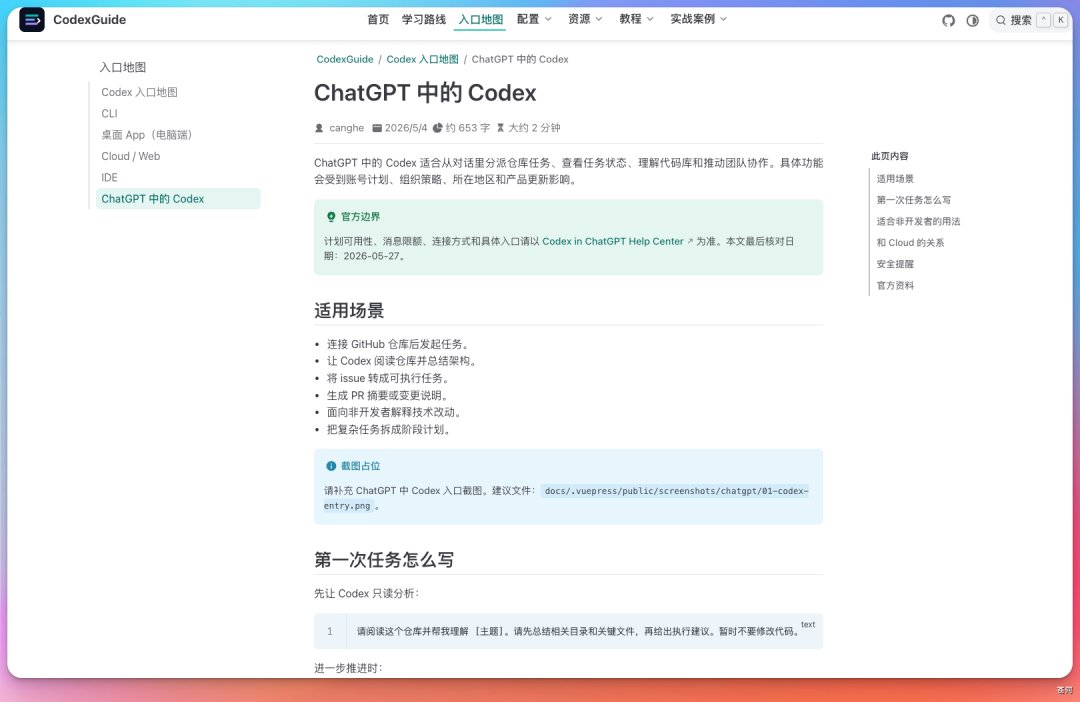 CodexGuide
首页 学习路线 入口地图 配置 资源 教程 实战案例
搜索 ^ K
入口地图
Codex 入口地图
CLI
桌面 App（电脑端）
Cloud / Web
IDE
ChatGPT 中的 Codex
CodexGuide / Codex 入口地图 / ChatGPT 中的 Codex
ChatGPT 中的 Codex
canghe 2026/5/4 约 653 字 大约 2 分钟
ChatGPT 中的 Codex 适合从对话里分派仓库任务、查看任务状态、理解代码库和推动团队协作。具体功能
会受到账号计划、组织策略、所在地区和产品更新影响。
官方边界
计划可用性、消息限额、连接方式和具体入口请以 Codex in ChatGPT Help Center ↗ 为准。本文最后核对日
期：2026-05-27。
适用场景
• 连接 GitHub 仓库后发起任务。
• 让 Codex 阅读仓库并总结架构。
• 将 issue 转成可执行任务。
• 生成 PR 摘要或变更说明。
• 面向非开发者解释技术改动。
• 把复杂任务拆成阶段计划。
截图占位
请补充 ChatGPT 中 Codex 入口截图。建议文件： docs/.vuepress/public/screenshots/chatgpt/01-codex-
entry.png 。
第一次任务怎么写
先让 Codex 只读分析：
text
1 请阅读这个仓库并帮我理解 [主题]。请先总结相关目录和关键文件，再给出执行建议。暂时不要修改代码。
进一步推进时：
此页内容
适用场景
第一次任务怎么写
适合非开发者的用法
和 Cloud 的关系
安全提醒
官方资料
苍何